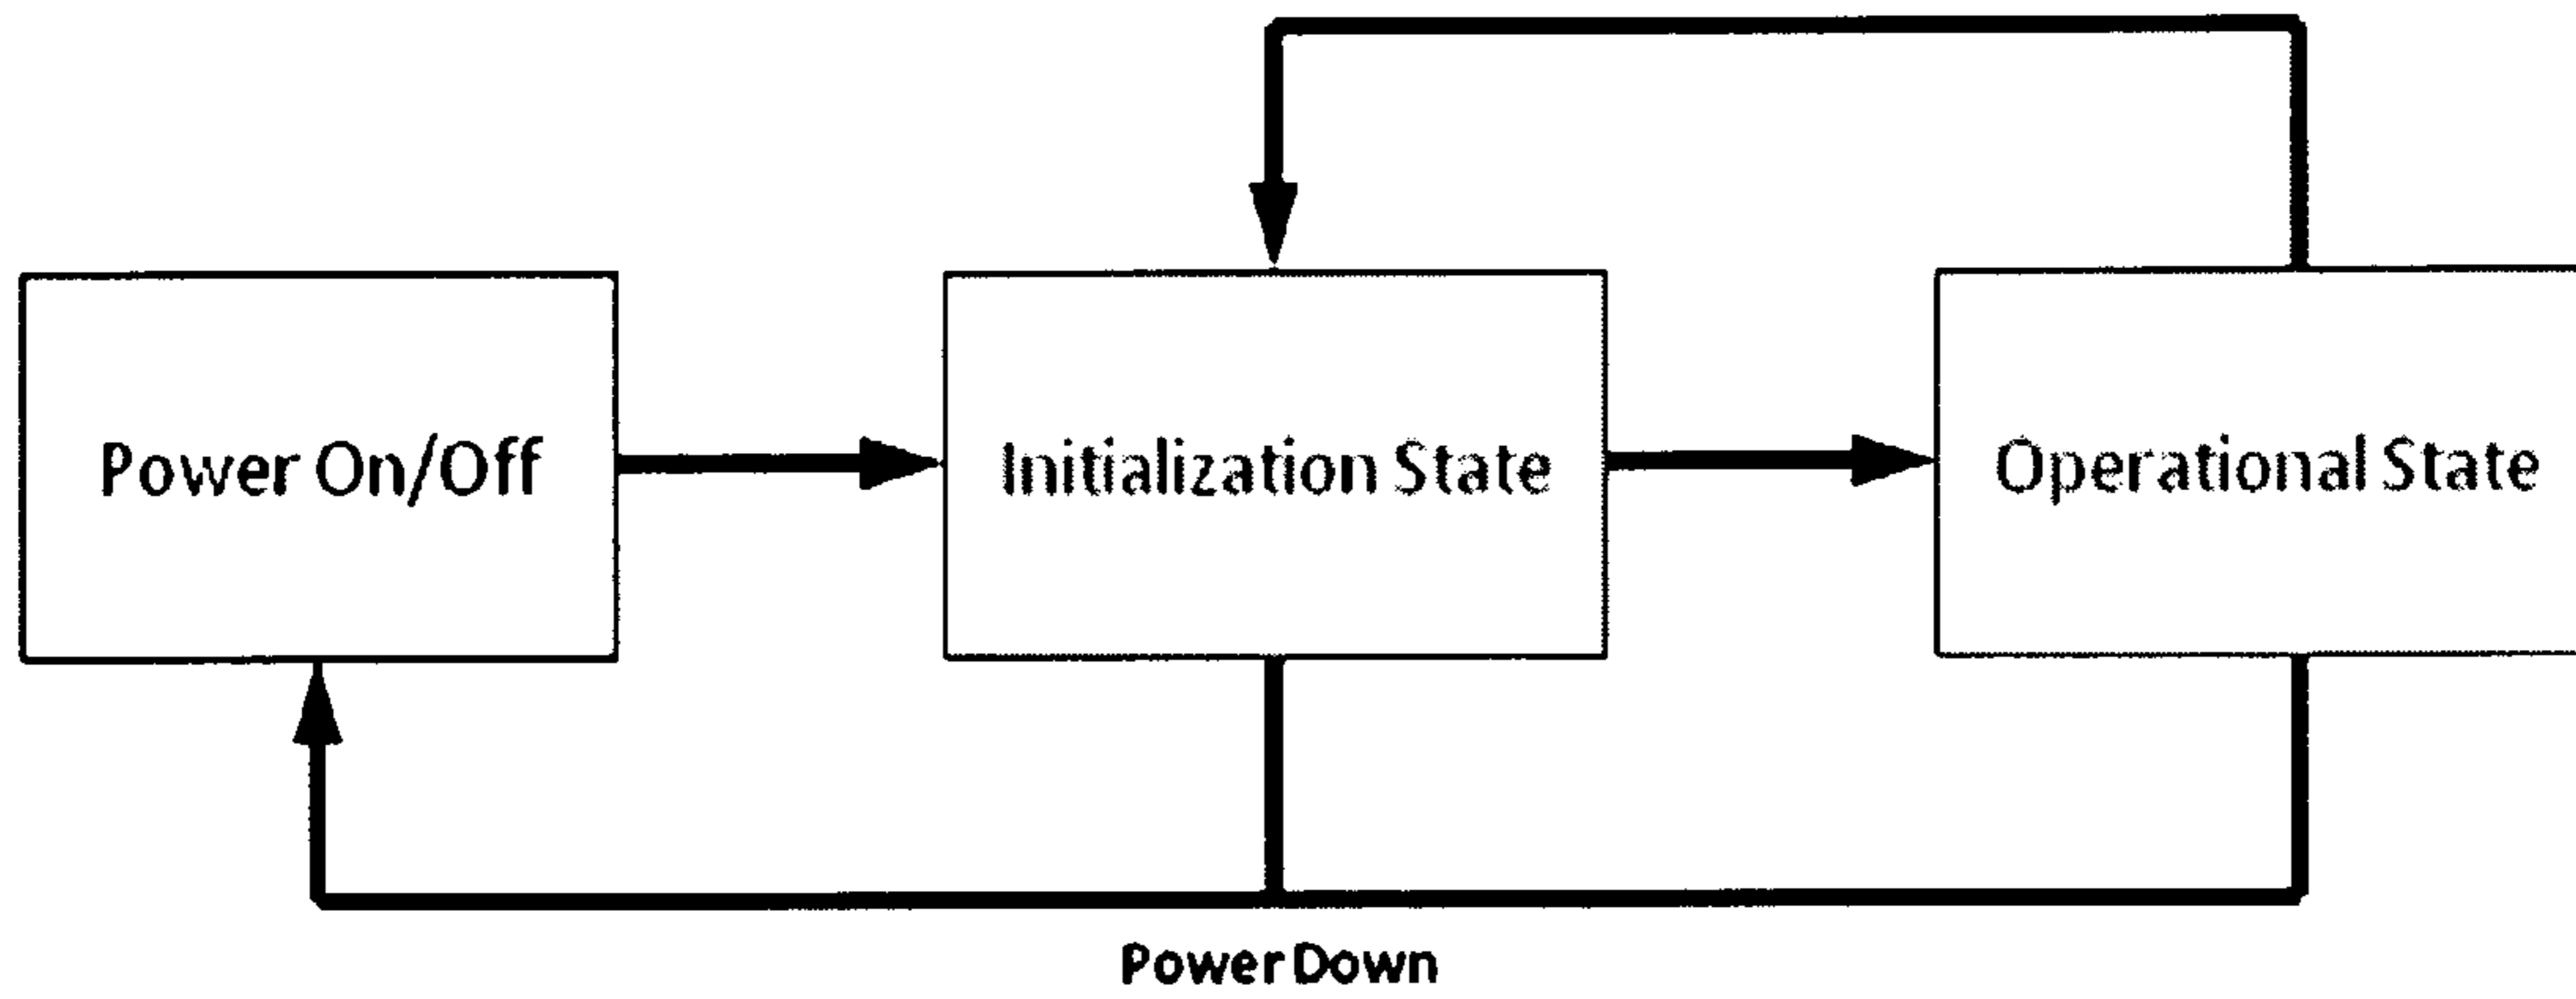 Power On/Off
Initialization State
Operational State
Power Down